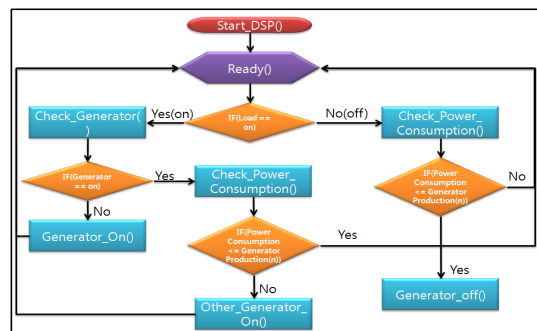 Start_DSP()
Ready()
IF(Load ==
on)
Yes(on)
No(off)
Check_Generator(
)
Check_Power_
Consumption()
IF(Generator
== on)
Yes
Check_Power_
Consumption()
IF(Power
Consumption
<= Generator
Production(n))
No
No
Generator_On()
IF(Power
Consumption
<= Generator
Production(n))
Yes
Yes
Generator_off()
No
Other_Generator_
On()